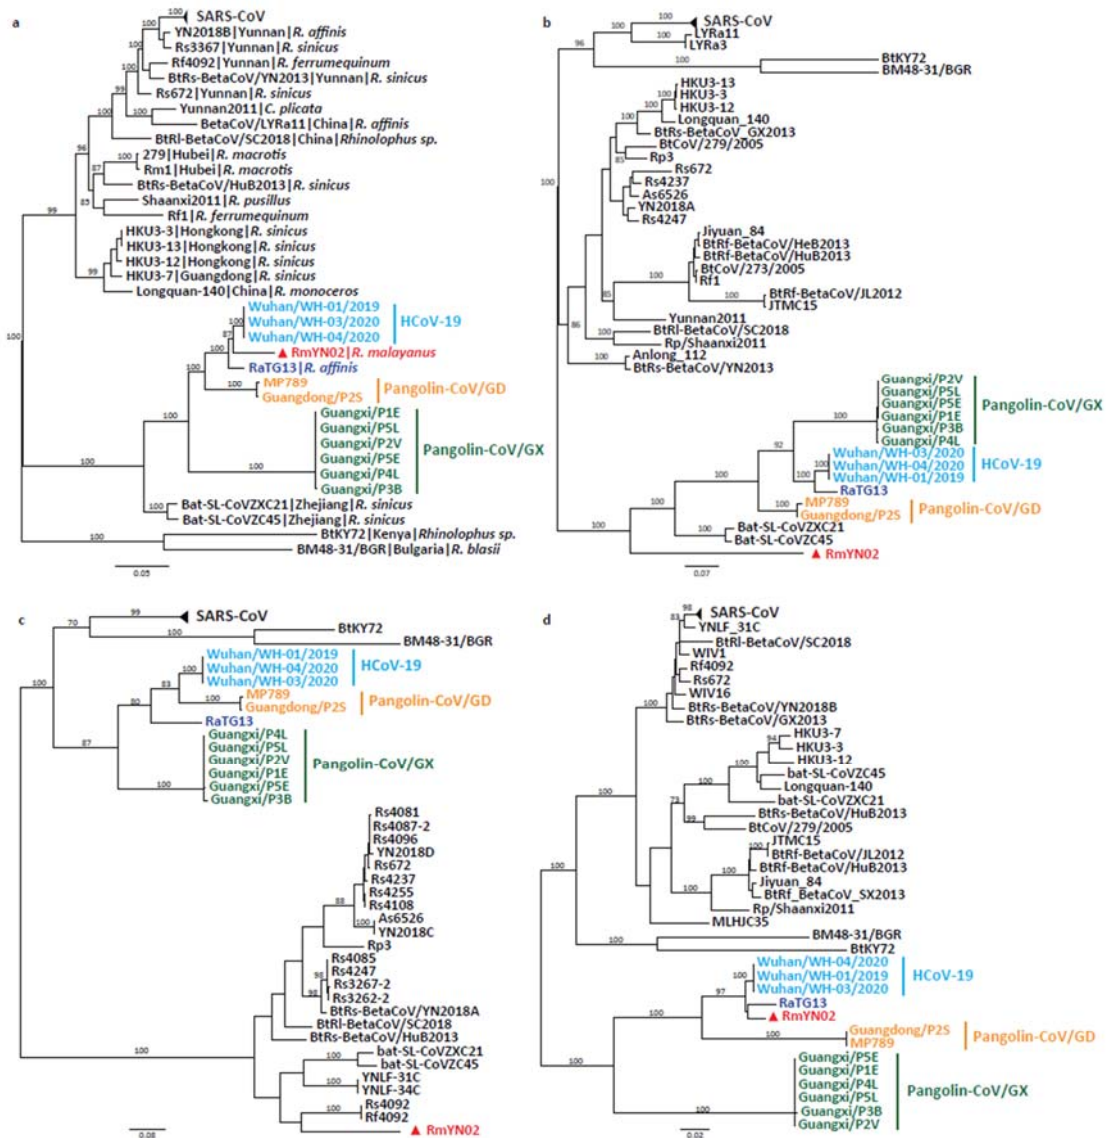 a
SARS-CoV
YN2018B|Yunnan|R. affinis
Rs3367|Yunnan|R. sinicus
Rf4092|Yunnan|R. ferrumequinum
BtRs-BetaCoV/YN2013|Yunnan|R. sinicus
Rs672|Yunnan|R. sinicus
Yunnan2011|C. plicata
BetaCoV/LYRa11|China|R. affinis
BtRl-BetaCoV/SC2018|China|Rhinolophus sp.
279|Hubei|R. macrotis
Rm1|Hubei|R. macrotis
BtRs-BetaCoV/HuB2013|R. sinicus
Shaanxi2011|R. pusillus
Rf1|R. ferrumequinum
HKU3-3|Hongkong|R. sinicus
HKU3-13|Hongkong|R. sinicus
HKU3-12|Hongkong|R. sinicus
HKU3-7|Guangdong|R. sinicus
Longquan-140|China|R. monoceros
Wuhan/WH-01/2019
Wuhan/WH-03/2020
Wuhan/WH-04/2020
HCoV-19
RmYN02|R. malayanus
RaTG13|R. affinis
MP789
Guangdong/P2S
Pangolin-CoV/GD
Guangxi/P1E
Guangxi/P5L
Guangxi/P2V
Guangxi/P5E
Guangxi/P4L
Guangxi/P3B
Pangolin-CoV/GX
Bat-SL-CoVZXC21|Zhejiang|R. sinicus
Bat-SL-CoVZC45|Zhejiang|R. sinicus
BtKY72|Kenya|Rhinolophus sp.
BM48-31/BGR|Bulgaria|R. blasii
0.05
b
SARS-CoV
LYRa11
LYRa3
BtKY72
BM48-31/BGR
HKU3-13
HKU3-3
HKU3-12
Longquan_140
BtRs-BetaCoV_GX2013
BtCoV/279/2005
Rp3
Rs672
Rs4237
As6526
YN2018A
Rs4247
Jiyuan_84
BtRf-BetaCoV/HeB2013
BtRf-BetaCoV/HuB2013
BtCoV/273/2005
Rf1
BtRf-BetaCoV/JL2012
JTMC15
Yunnan2011
BtRl-BetaCoV/SC2018
Rp/Shaanxi2011
Anlong_112
BtRs-BetaCoV/YN2013
Guangxi/P2V
Guangxi/P5L
Guangxi/P5E
Guangxi/P1E
Guangxi/P3B
Guangxi/P4L
Pangolin-CoV/GX
Wuhan/WH-03/2020
Wuhan/WH-04/2020
Wuhan/WH-01/2019
HCoV-19
RaTG13
MP789
Guangdong/P2S
Pangolin-CoV/GD
Bat-SL-CoVZXC21
Bat-SL-CoVZC45
RmYN02
0.07
c
SARS-CoV
BtKY72
BM48-31/BGR
Wuhan/WH-01/2019
Wuhan/WH-04/2020
Wuhan/WH-03/2020
HCoV-19
MP789
Guangdong/P2S
Pangolin-CoV/GD
RaTG13
Guangxi/P4L
Guangxi/P5L
Guangxi/P2V
Guangxi/P1E
Guangxi/P5E
Guangxi/P3B
Pangolin-CoV/GX
Rs4081
Rs4087-2
Rs4096
YN2018D
Rs672
Rs4237
Rs4255
Rs4108
As6526
YN2018C
Rp3
Rs4085
Rs4247
Rs3267-2
Rs3262-2
BtRs-BetaCoV/YN2018A
BtRl-BetaCoV/SC2018
BtRs-BetaCoV/HuB2013
bat-SL-CoVZXC21
bat-SL-CoVZC45
YNLF-31C
YNLF-34C
Rs4092
Rf4092
RmYN02
0.08
d
SARS-CoV
YNLF_31C
BtRl-BetaCoV/SC2018
WIV1
Rf4092
Rs672
WIV16
BtRs-BetaCoV/YN2018B
BtRs-BetaCoV/GX2013
HKU3-7
HKU3-3
HKU3-12
bat-SL-CoVZC45
Longquan-140
bat-SL-CoVZXC21
BtRs-BetaCoV/HuB2013
BtCoV/279/2005
JTMC15
BtRf-BetaCoV/JL2012
BtRf-BetaCoV/HuB2013
Jiyuan_84
BtRf_BetaCoV_SX2013
Rp/Shaanxi2011
MLHJC35
BM48-31/BGR
BtKY72
Wuhan/WH-04/2020
Wuhan/WH-01/2019
Wuhan/WH-03/2020
HCoV-19
RaTG13
RmYN02
Guangdong/P2S
MP789
Pangolin-CoV/GD
Guangxi/P5E
Guangxi/P1E
Guangxi/P4L
Guangxi/P5L
Guangxi/P3B
Guangxi/P2V
Pangolin-CoV/GX
0.02